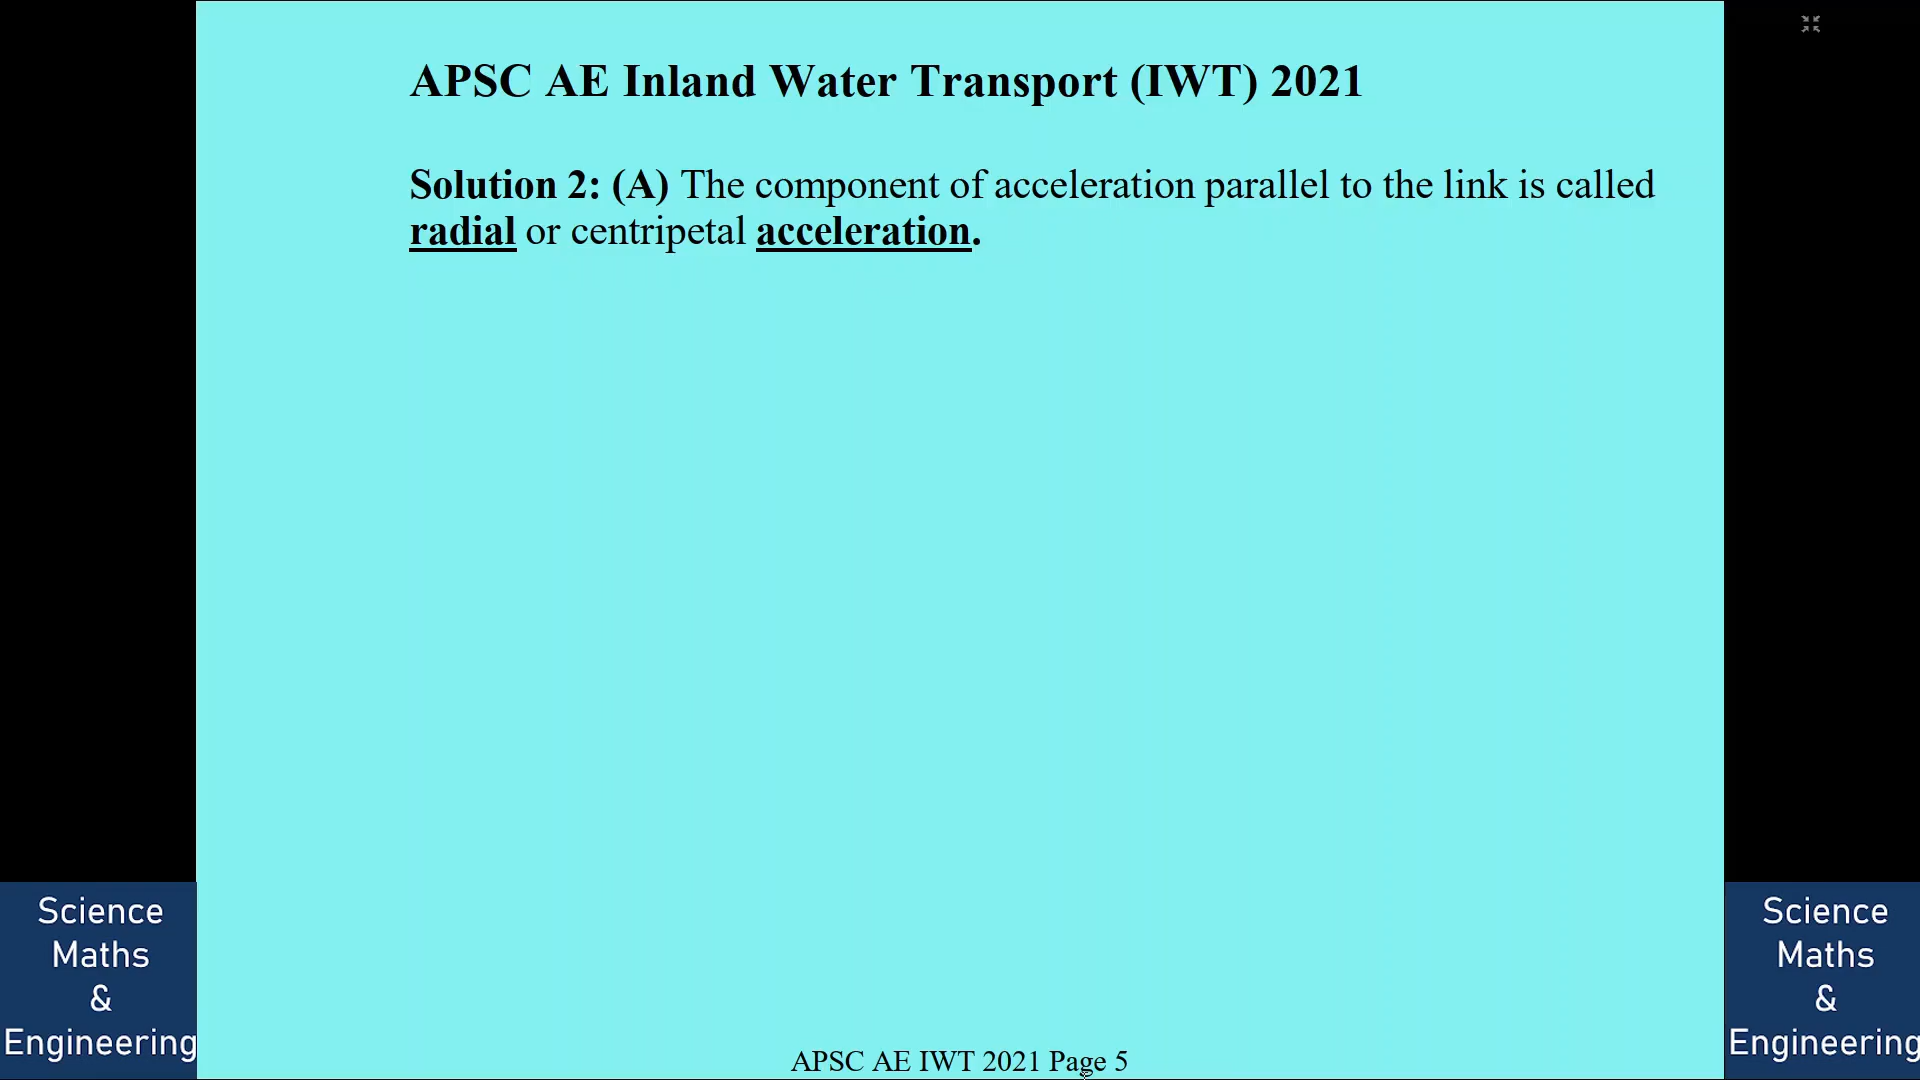 APSC AE Inland Water Transport (IWT) 2021
Solution 2: (A) The component of acceleration parallel to the link is called
radial or centripetal acceleration.
Science
Maths
&
Engineering
Science
Maths
&
Engineering
APSC AE IWT 2021 Page 5